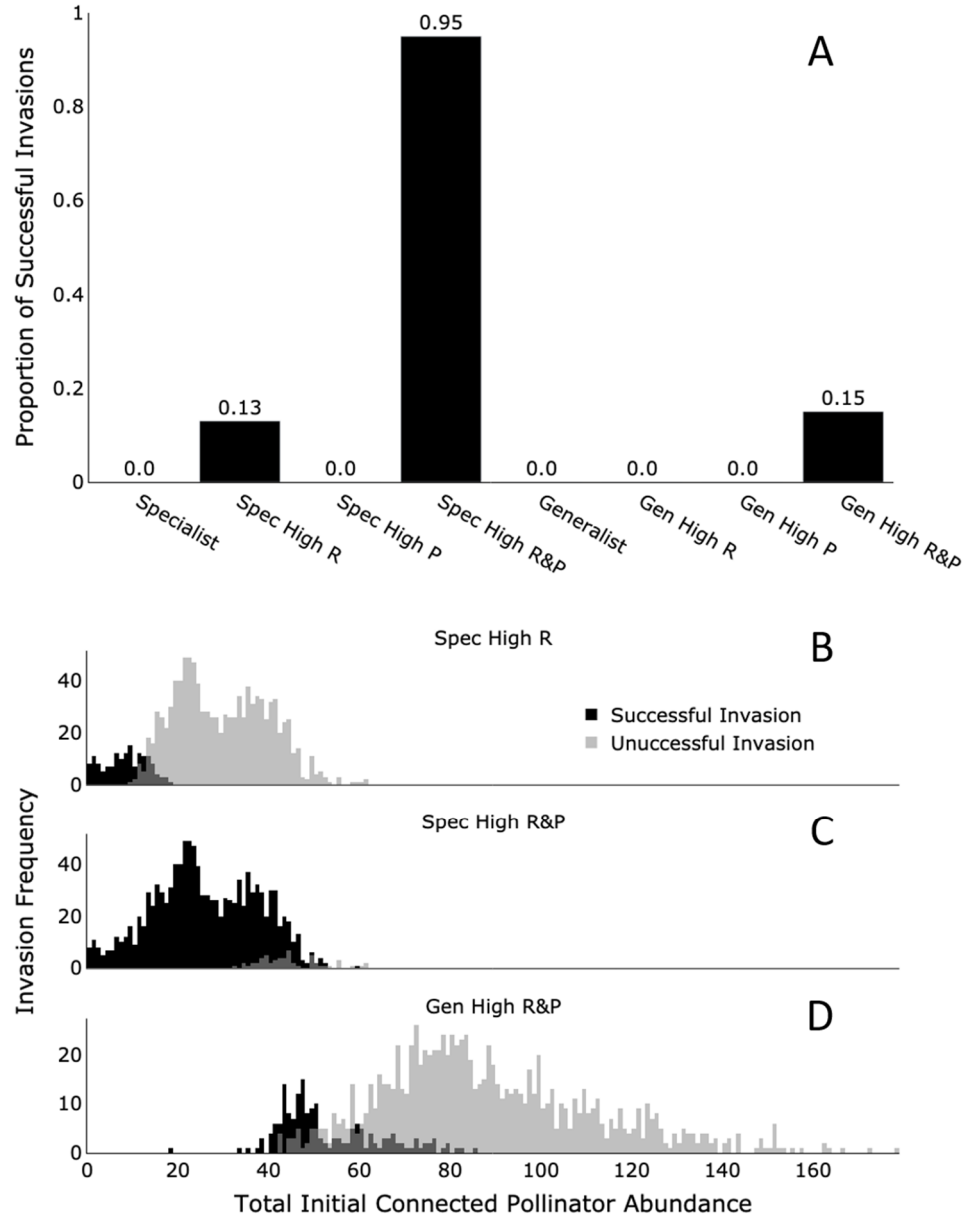 A
Proportion of Successful Invasions
1
0.8
0.6
0.4
0.2
0
0.0
0.13
0.0
0.95
0.0
0.0
0.0
0.15
Specialist
Spec High R
Spec High P
Spec High R&P
Generalist
Gen High R
Gen High P
Gen High R&P
Invasion Frequency
Spec High R
B
40
20
0
Successful Invasion
Unuccessful Invasion
Spec High R&P
C
40
20
0
Gen High R&P
D
20
10
0
0 20 40 60 80 100 120 140 160
Total Initial Connected Pollinator Abundance